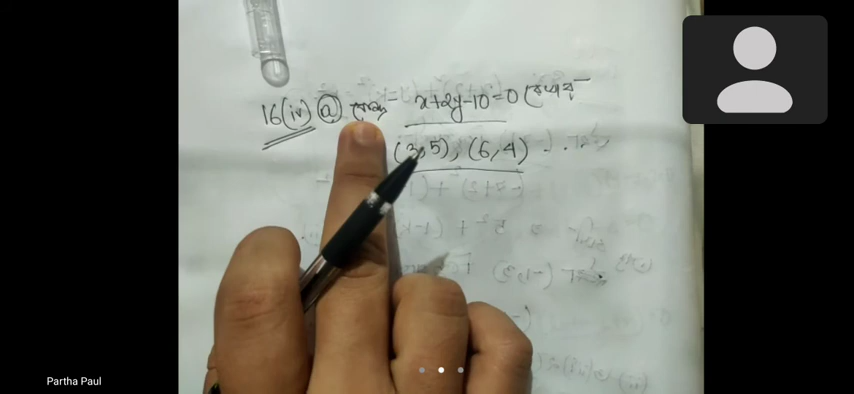 16(iv) (a) কেন্দ্র x+2y-10=0 রেখার
(3,5), (6,4)
Partha Paul